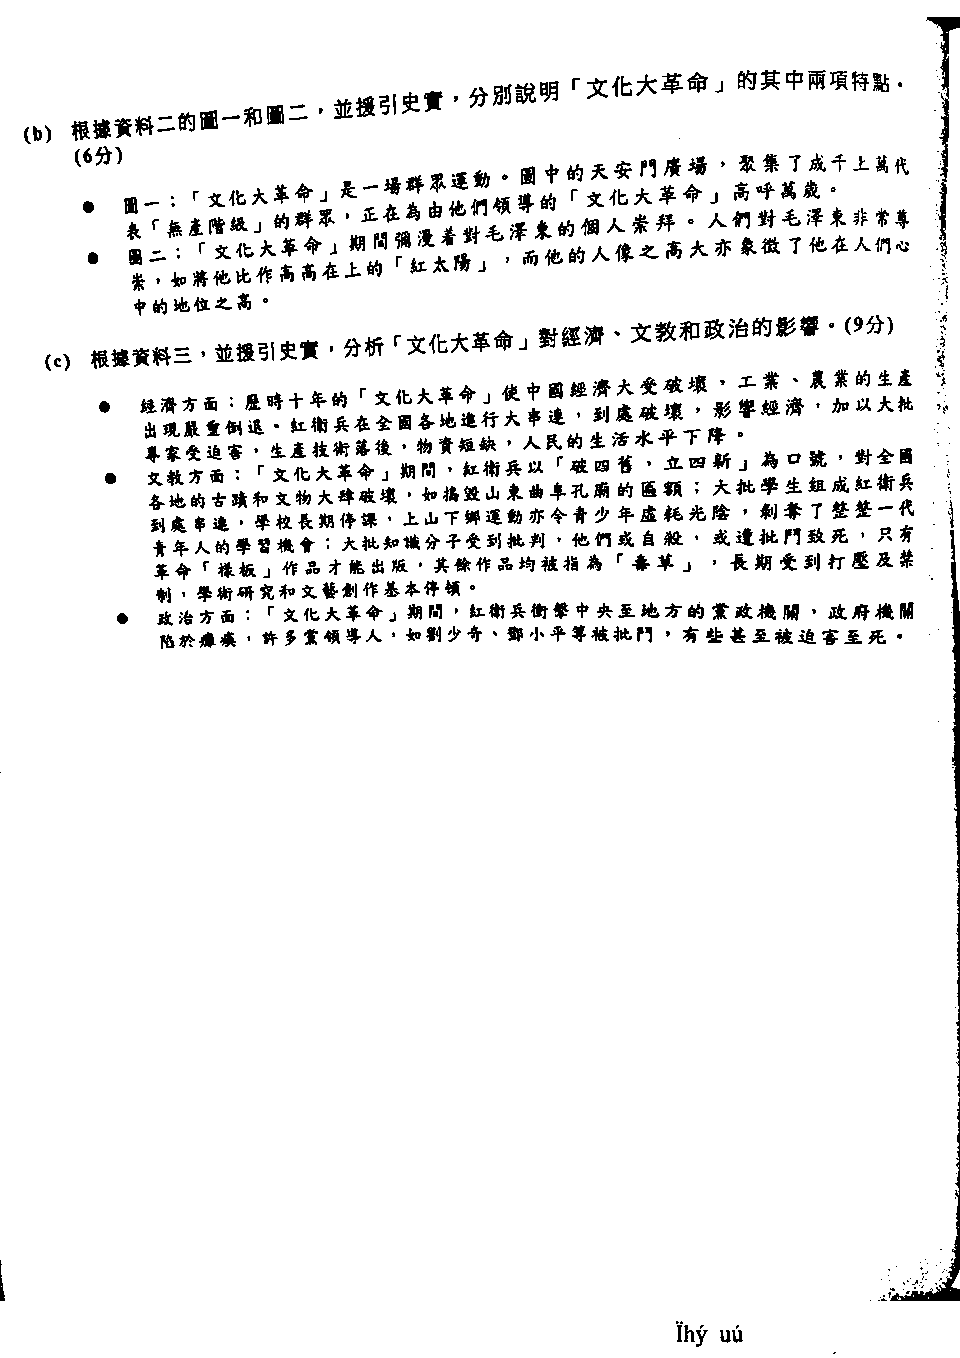 (b) 根據資料二的圖一和圖二，並援引史實，分別說明「文化大革命」的其中兩項特點。
(6分)
● 圖一：「文化大革命」是一場群眾運動。圖中的天安門廣場，聚集了成千上萬代
表「無產階級」的群眾，正在為由他們領導的「文化大革命」高呼萬歲。
● 圖二：「文化大革命」期間彌漫着對毛澤東的個人崇拜。人們對毛澤東非常尊
崇，如將他比作高高在上的「紅太陽」，而他的人像之高大亦象徵了他在人們心
中的地位之高。
(c) 根據資料三，並援引史實，分析「文化大革命」對經濟、文教和政治的影響。(9分)
● 經濟方面：歷時十年的「文化大革命」使中國經濟大受破壞，工業、農業的生產
出現嚴重倒退。紅衛兵在全國各地進行大串連，到處破壞，影響經濟，加以大批
專家受迫害，生產技術落後，物資短缺，人民的生活水平下降。
● 文教方面：「文化大革命」期間，紅衛兵以「破四舊，立四新」為口號，對全國
各地的古蹟和文物大肆破壞，如搗毀山東曲阜孔廟的匾額；大批學生組成紅衛兵
到處串連，學校長期停課，上山下鄉運動亦令青少年虛耗光陰，剝奪了整整一代
青年人的學習機會；大批知識分子受到批判，他們或自殺，或遭批鬥致死，只有
革命「樣板」作品才能出版，其餘作品均被指為「毒草」，長期受到打壓及禁
制，學術研究和文藝創作基本停頓。
● 政治方面：「文化大革命」期間，紅衛兵衝擊中央至地方的黨政機關，政府機關
陷於癱瘓，許多黨領導人，如劉少奇、鄧小平等被批鬥，有些甚至被迫害至死。
Ïhý uú